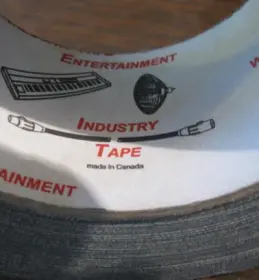 ENTERTAINMENT
INDUSTRY
TAPE
made in Canada
AINMENT